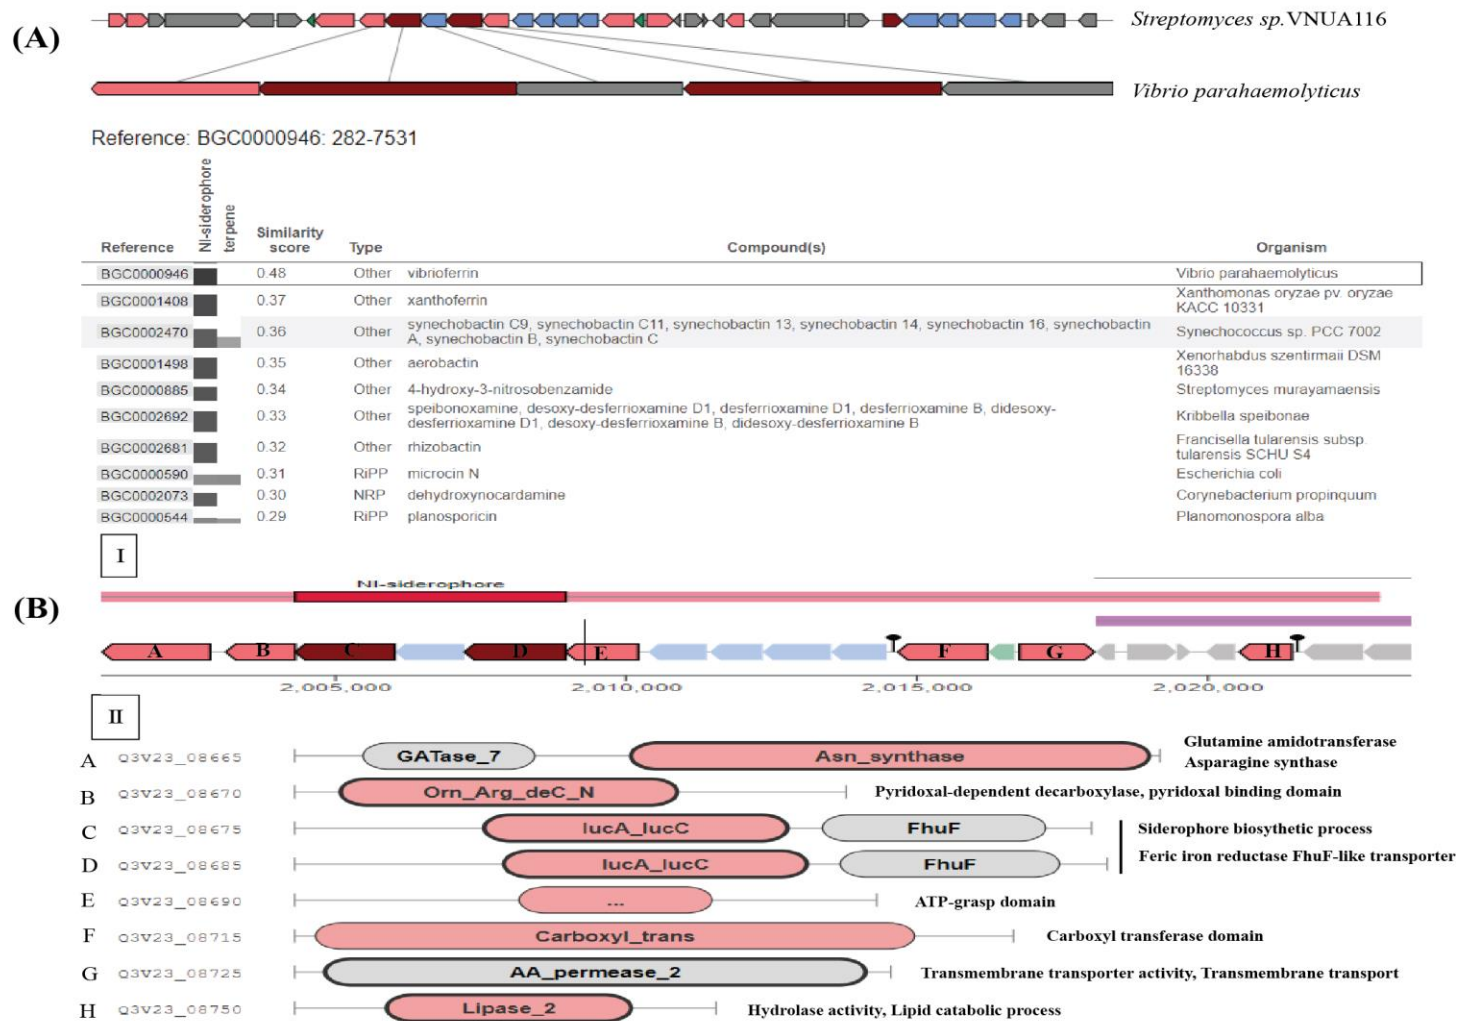 (A)
Streptomyces sp.VNUA116
Vibrio parahaemolyticus
Reference: BGC0000946: 282-7531
Reference NI-siderophore terpene Similarity score Type Compound(s) Organism
BGC0000946 0.48 Other vibrioferrin Vibrio parahaemolyticus
BGC0001408 0.37 Other xanthoferrin Xanthomonas oryzae pv. oryzae KACC 10331
BGC0002470 0.36 Other synechobactin C9, synechobactin C11, synechobactin 13, synechobactin 14, synechobactin 16, synechobactin
A, synechobactin B, synechobactin C Synechococcus sp. PCC 7002
BGC0001498 0.35 Other aerobactin Xenorhabdus szentirmaii DSM 16338
BGC0000885 0.34 Other 4-hydroxy-3-nitrosobenzamide Streptomyces murayamaensis
BGC0002692 0.33 Other speibonoxamine, desoxy-desferrioxamine D1, desferrioxamine D1, desferrioxamine B, didesoxy-
desferrioxamine D1, desoxy-desferrioxamine B, didesoxy-desferrioxamine B Kribbella speibonae
BGC0002681 0.32 Other rhizobactin Francisella tularensis subsp tularensis SCHU S4
BGC0000590 0.31 RiPP microcin N Escherichia coli
BGC0002073 0.30 NRP dehydroxynocardamine Corynebacterium propinquum
BGC0000544 0.29 RiPP planosporicin Planomonospora alba
I
(B)
NI-siderophore
A B C D E F G H
2,005,000 2,010,000 2,015,000 2,020,000
II
A Q3V23_08665 GATase_7 Asn_synthase Glutamine amidotransferase
Asparagine synthase
B Q3V23_08670 Orn_Arg_deC_N Pyridoxal-dependent decarboxylase, pyridoxal binding domain
C Q3V23_08675 IucA_IucC FhuF Siderophore biosythetic process
D Q3V23_08685 IucA_IucC FhuF Feric iron reductase FhuF-like transporter
E Q3V23_08690 ... ATP-grasp domain
F Q3V23_08715 Carboxyl_trans Carboxyl transferase domain
G Q3V23_08725 AA_permease_2 Transmembrane transporter activity, Transmembrane transport
H Q3V23_08750 Lipase_2 Hydrolase activity, Lipid catabolic process